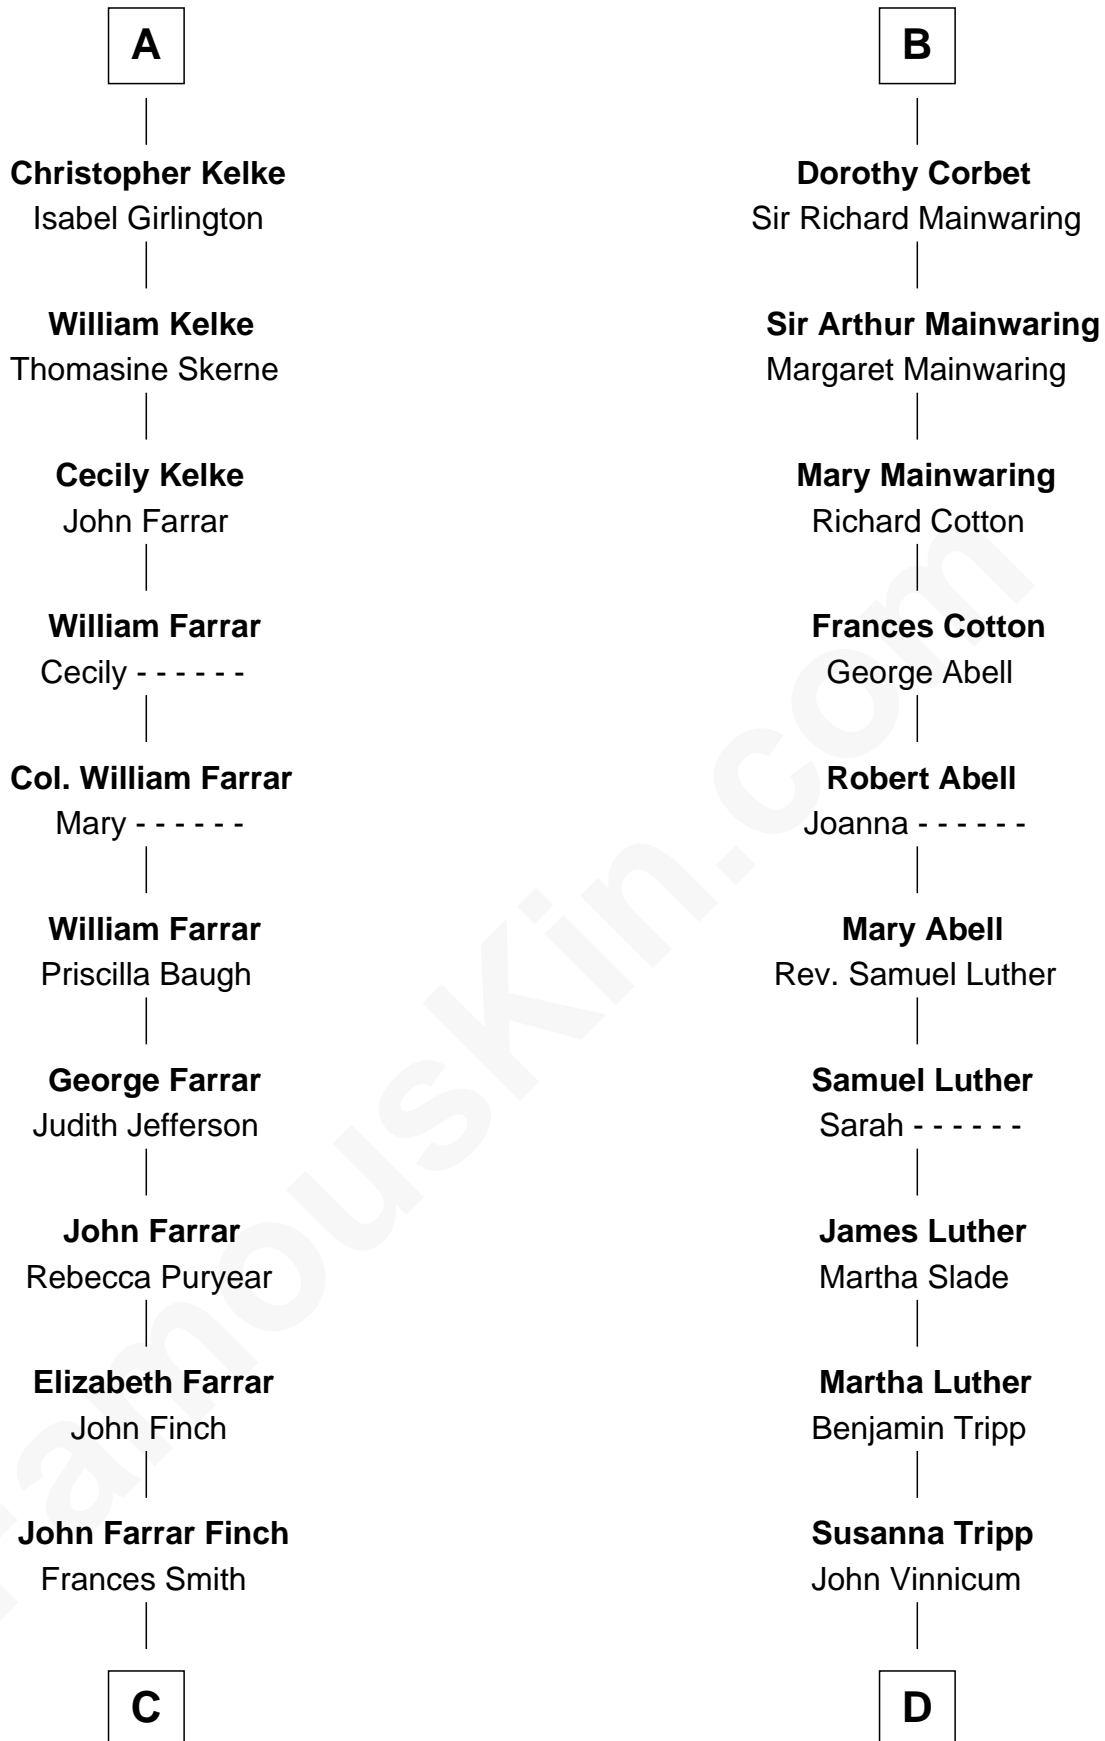 A
Christopher Kelke
Isabel Girlington
William Kelke
Thomasine Skerne
Cecily Kelke
John Farrar
William Farrar
Cecily - - - - - -
Col. William Farrar
Mary - - - - - -
William Farrar
Priscilla Baugh
George Farrar
Judith Jefferson
John Farrar
Rebecca Puryear
Elizabeth Farrar
John Finch
John Farrar Finch
Frances Smith
C
B
Dorothy Corbet
Sir Richard Mainwaring
Sir Arthur Mainwaring
Margaret Mainwaring
Mary Mainwaring
Richard Cotton
Frances Cotton
George Abell
Robert Abell
Joanna - - - - - -
Mary Abell
Rev. Samuel Luther
Samuel Luther
Sarah - - - - - -
James Luther
Martha Slade
Martha Luther
Benjamin Tripp
Susanna Tripp
John Vinnicum
D
FamousKin.com